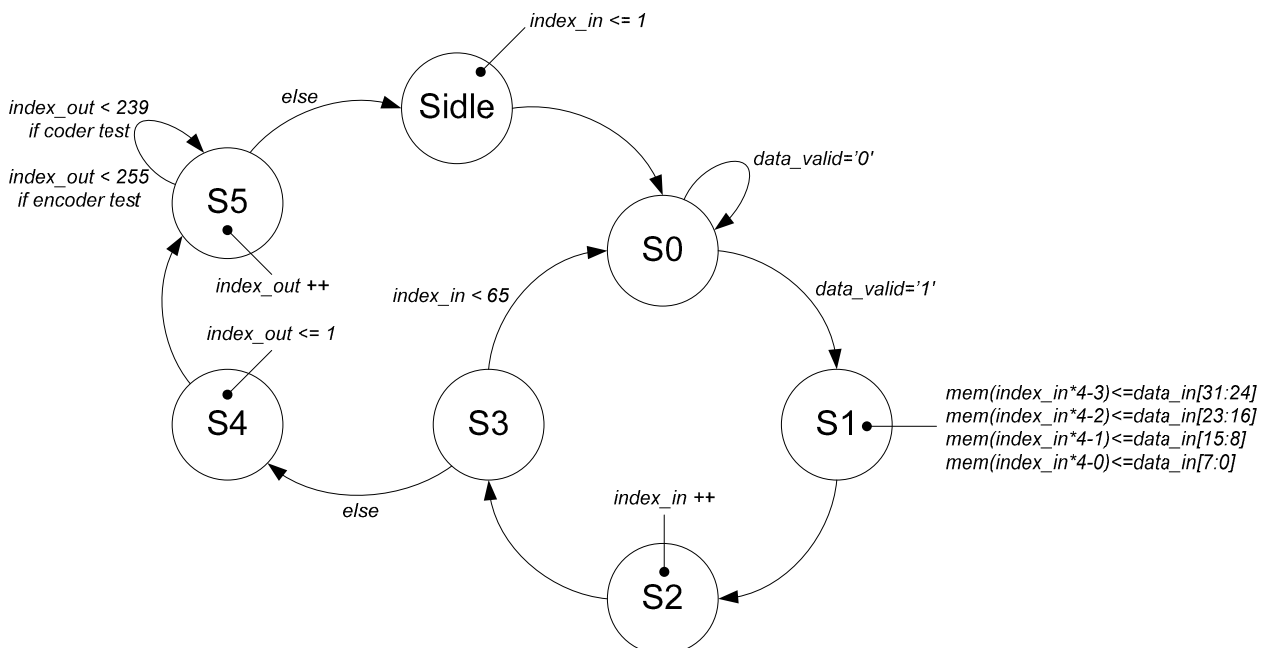 index_in <= 1
Sidle
else
index_out < 239
if coder test
index_out < 255
if encoder test
S5
index_out ++
data_valid='0'
S0
data_valid='1'
index_in < 65
index_out <= 1
S4
S3
S1
mem(index_in*4-3)<=data_in[31:24]
mem(index_in*4-2)<=data_in[23:16]
mem(index_in*4-1)<=data_in[15:8]
mem(index_in*4-0)<=data_in[7:0]
else
index_in ++
S2